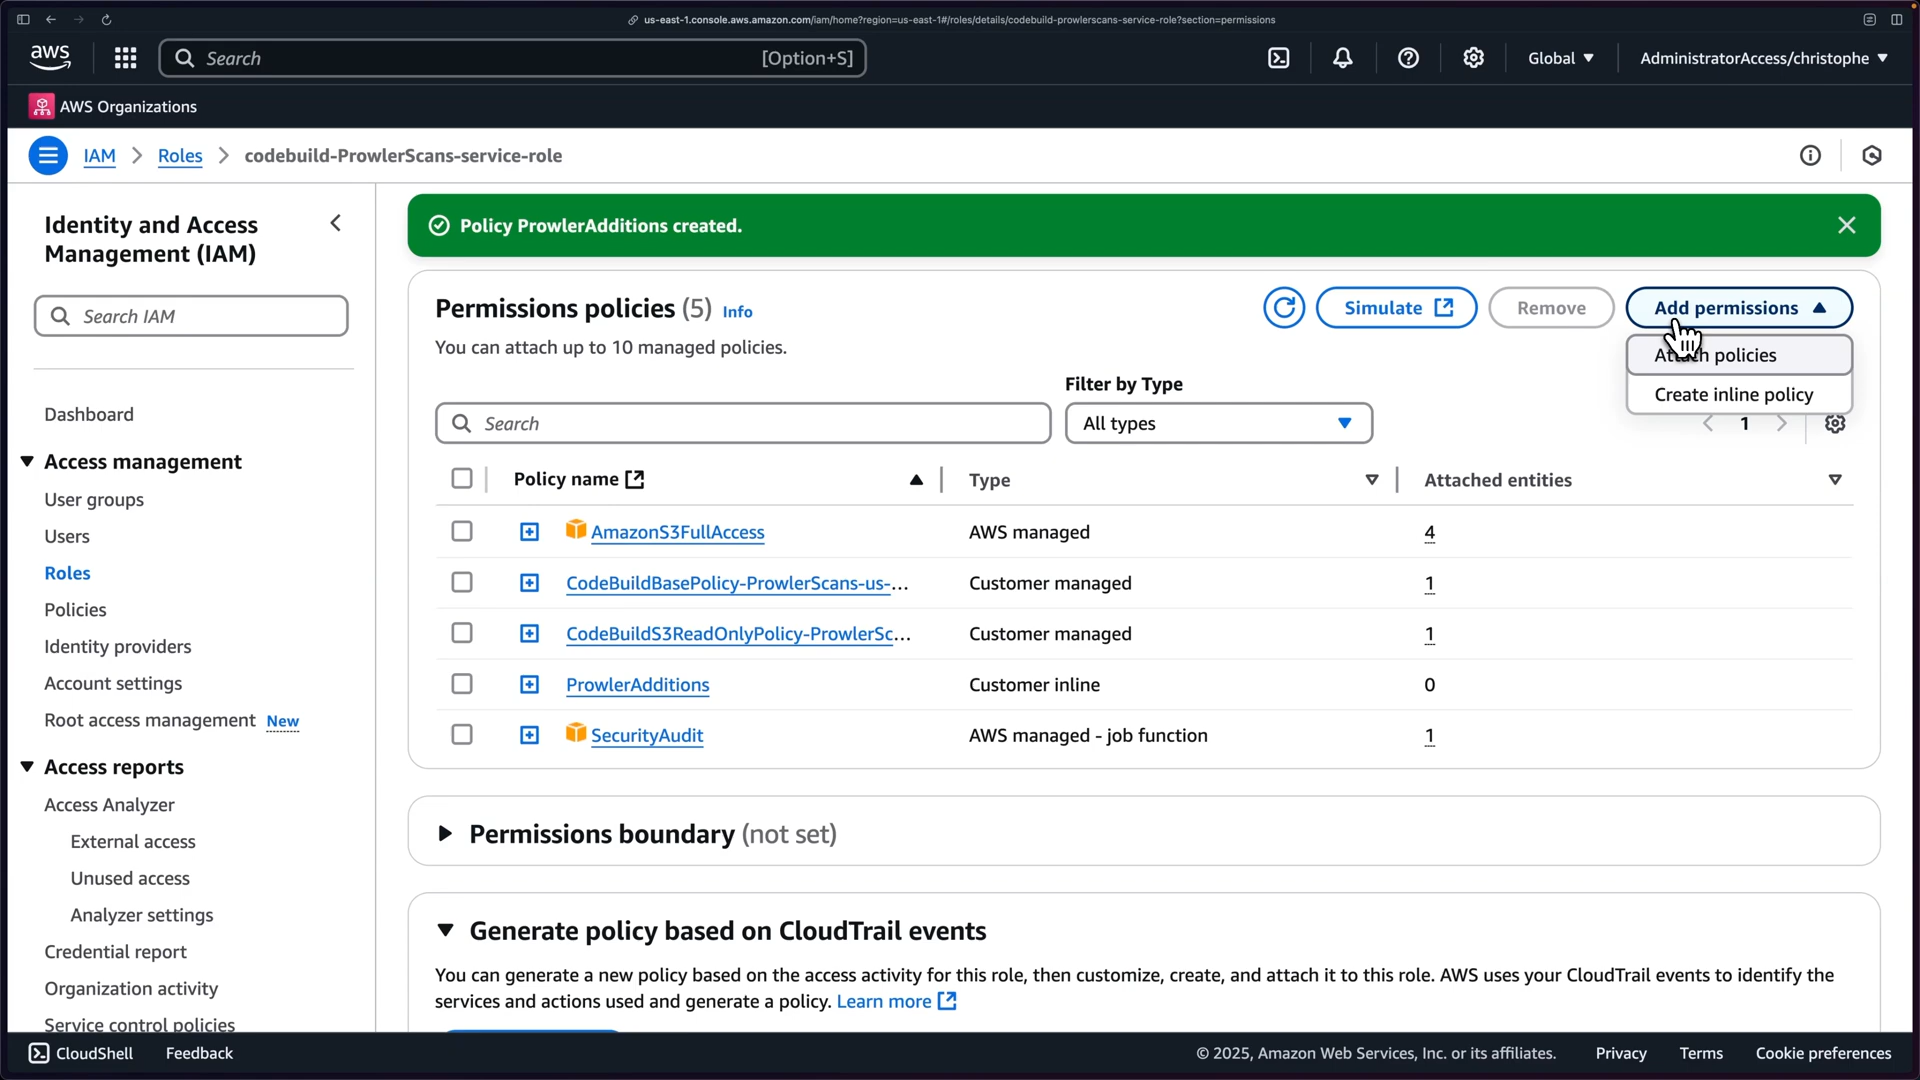 us-east-1.console.aws.amazon.com/iam/home?region=us-east-1#/roles/details/codebuild-prowlerscans-service-role?section=permissions
aws
Search
[Option+S]
Global
AdministratorAccess/christophe
AWS Organizations
IAM
Roles
codebuild-ProwlerScans-service-role
Identity and Access
Management (IAM)
Search IAM
Dashboard
Access management
User groups
Users
Roles
Policies
Identity providers
Account settings
Root access management New
Access reports
Access Analyzer
External access
Unused access
Analyzer settings
Credential report
Organization activity
Service control policies
Policy ProwlerAdditions created.
Permissions policies (5) Info
You can attach up to 10 managed policies.
Simulate
Remove
Add permissions
Attach policies
Create inline policy
Filter by Type
Search
All types
1
Policy name
Type
Attached entities
AmazonS3FullAccess
AWS managed
4
CodeBuildBasePolicy-ProwlerScans-us-...
Customer managed
1
CodeBuildS3ReadOnlyPolicy-ProwlerSc...
Customer managed
1
ProwlerAdditions
Customer inline
0
SecurityAudit
AWS managed - job function
1
Permissions boundary (not set)
Generate policy based on CloudTrail events
You can generate a new policy based on the access activity for this role, then customize, create, and attach it to this role. AWS uses your CloudTrail events to identify the
services and actions used and generate a policy. Learn more
CloudShell
Feedback
© 2025, Amazon Web Services, Inc. or its affiliates.
Privacy
Terms
Cookie preferences